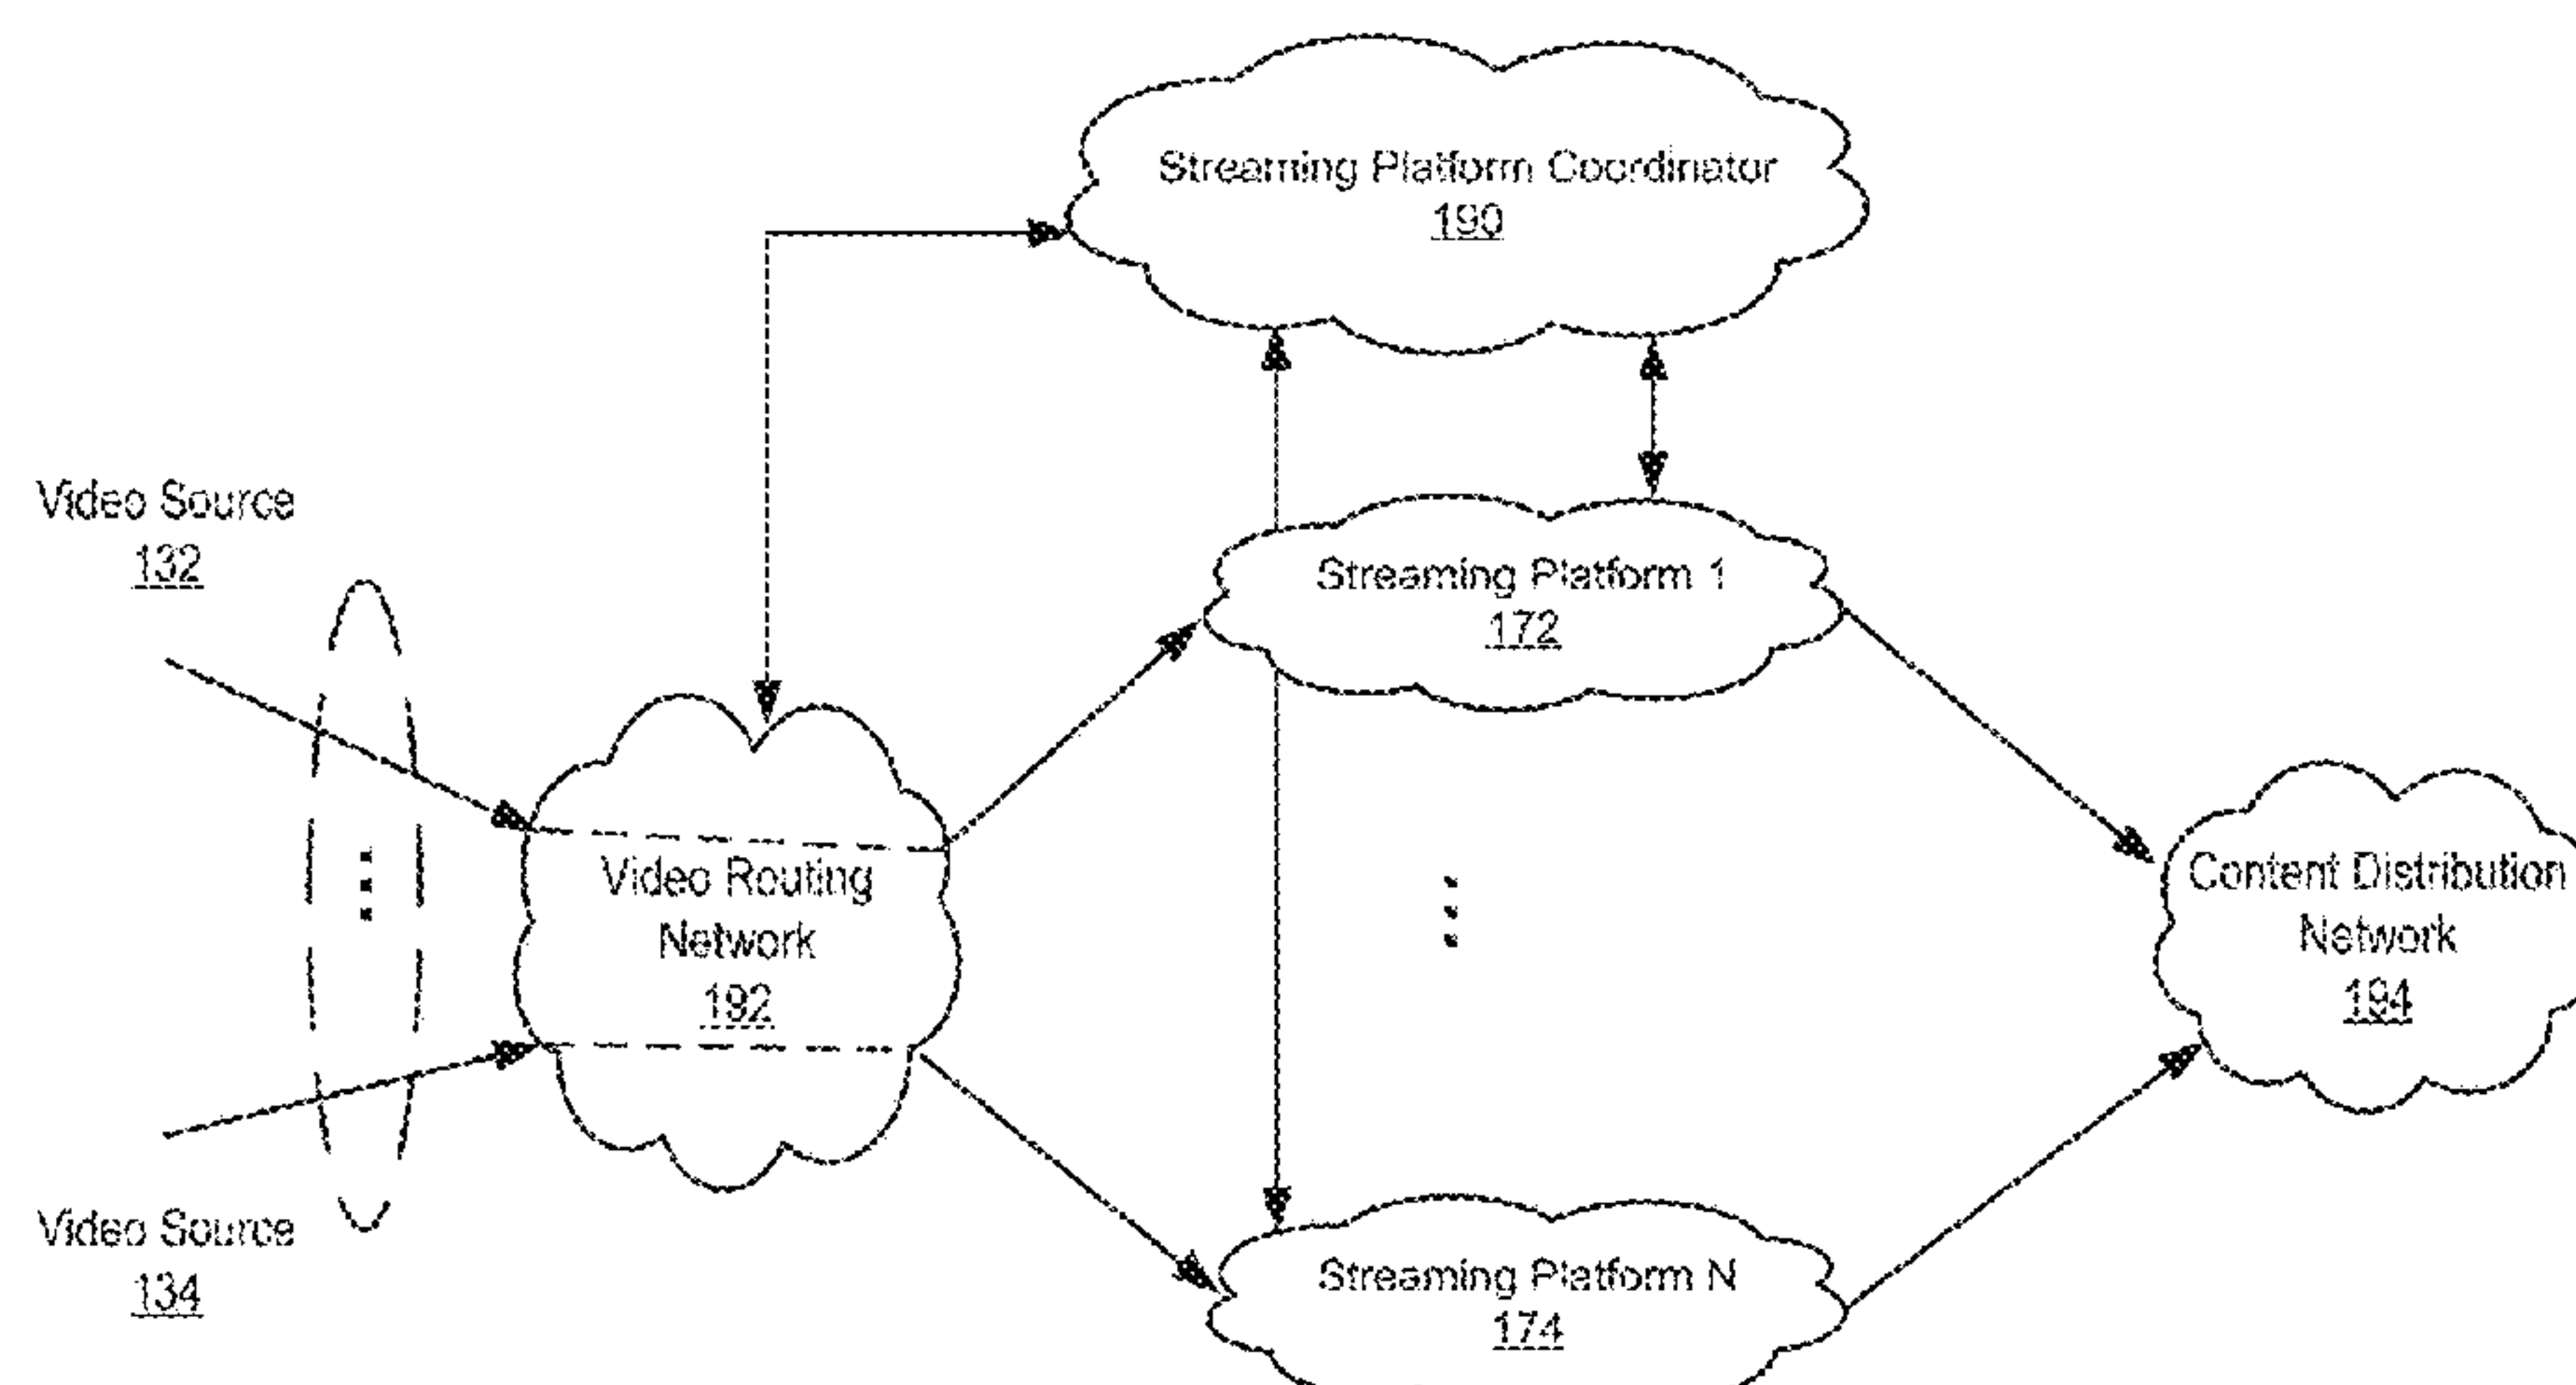 Streaming Platform Coordinator
190
Video Source
132
Streaming Platform 1
172
Video Routing
Network
192
Content Distribution
Network
194
Video Source
134
Streaming Platform N
174